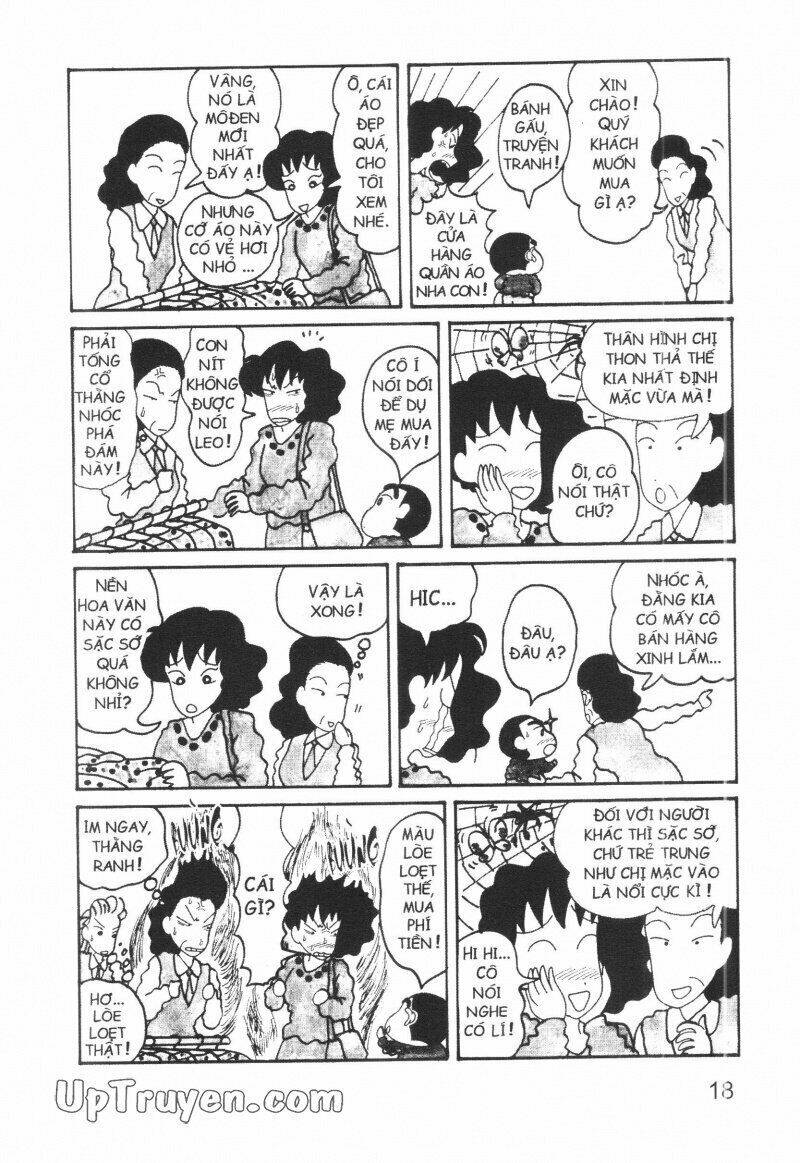 XIN
CHÀO!
QUÝ
KHÁCH
MUỐN
MUA
GÌ Ạ?
BÁNH
GẤU,
TRUYỆN
TRANH!
ĐÂY LÀ
CỬA
HÀNG
QUẦN ÁO
NHA CON!
Ô, CÁI
ÁO
ĐẸP
QUÁ,
CHO
TÔI
XEM
NHÉ.
VÂNG,
NÓ LÀ
MÔĐEN
MỚI
NHẤT
ĐẤY Ạ!
NHƯNG
CỠ ÁO NÀY
CÓ VẺ HƠI
NHỎ ...
THÂN HÌNH CHỊ
THON THẢ THẾ
KIA NHẤT ĐỊNH
MẶC VỪA MÀ!
ÔI, CÔ
NÓI THẬT
CHỨ?
CÔ Í
NÓI DỐI
ĐỂ DỤ
MẸ MUA
ĐẤY!
CON
NÍT
KHÔNG
ĐƯỢC
NÓI
LEO!
PHẢI
TỐNG
CỔ
THẰNG
NHÓC
PHÁ
ĐÁM
NÀY!
NHÓC À,
ĐẰNG KIA
CÓ MẤY CÔ
BÁN HÀNG
XINH LẮM...
ĐÂU,
ĐÂU Ạ?
HIC...
VẬY LÀ
XONG!
NỀN
HOA VĂN
NÀY CÓ
SẶC SỠ
QUÁ
KHÔNG
NHỈ?
ĐỐI VỚI NGƯỜI
KHÁC THÌ SẶC SỠ,
CHỨ TRẺ TRUNG
NHƯ CHỊ MẶC VÀO
LÀ NỔI CỰC KÌ!
HI HI...
CÔ
NÓI
NGHE
CÓ LÍ!
MÀU
LÒE
LOẸT
THẾ,
MUA
PHÍ
TIỀN!
CÁI
GÌ?
IM NGAY,
THẰNG
RANH!
HƠ...
LÒE
LOẸT
THẬT!
UpTruyen.com
18